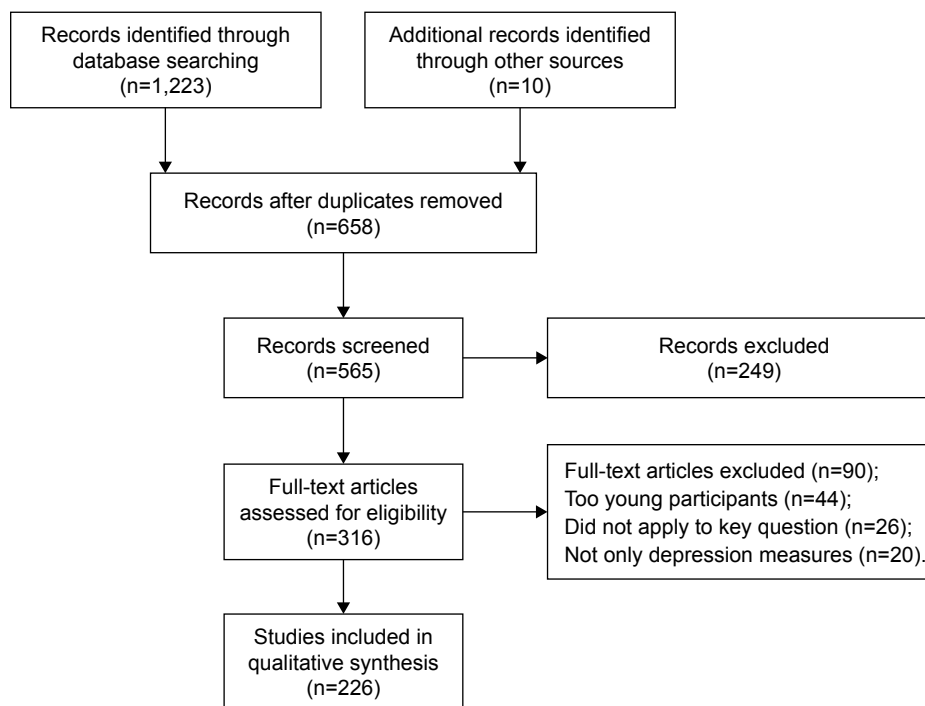 Records identified through
database searching
(n=1,223)
Additional records identified
through other sources
(n=10)
Records after duplicates removed
(n=658)
Records screened
(n=565)
Records excluded
(n=249)
Full-text articles
assessed for eligibility
(n=316)
Full-text articles excluded (n=90);
Too young participants (n=44);
Did not apply to key question (n=26);
Not only depression measures (n=20).
Studies included in
qualitative synthesis
(n=226)